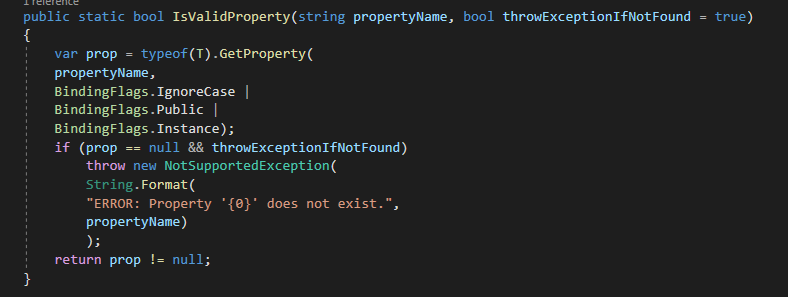 1 reference
public static bool IsValidProperty(string propertyName, bool throwExceptionIfNotFound = true)
{
var prop = typeof(T).GetProperty(
propertyName,
BindingFlags.IgnoreCase |
BindingFlags.Public |
BindingFlags.Instance);
if (prop == null && throwExceptionIfNotFound)
throw new NotSupportedException(
String.Format(
"ERROR: Property '{0}' does not exist.",
propertyName)
);
return prop != null;
}